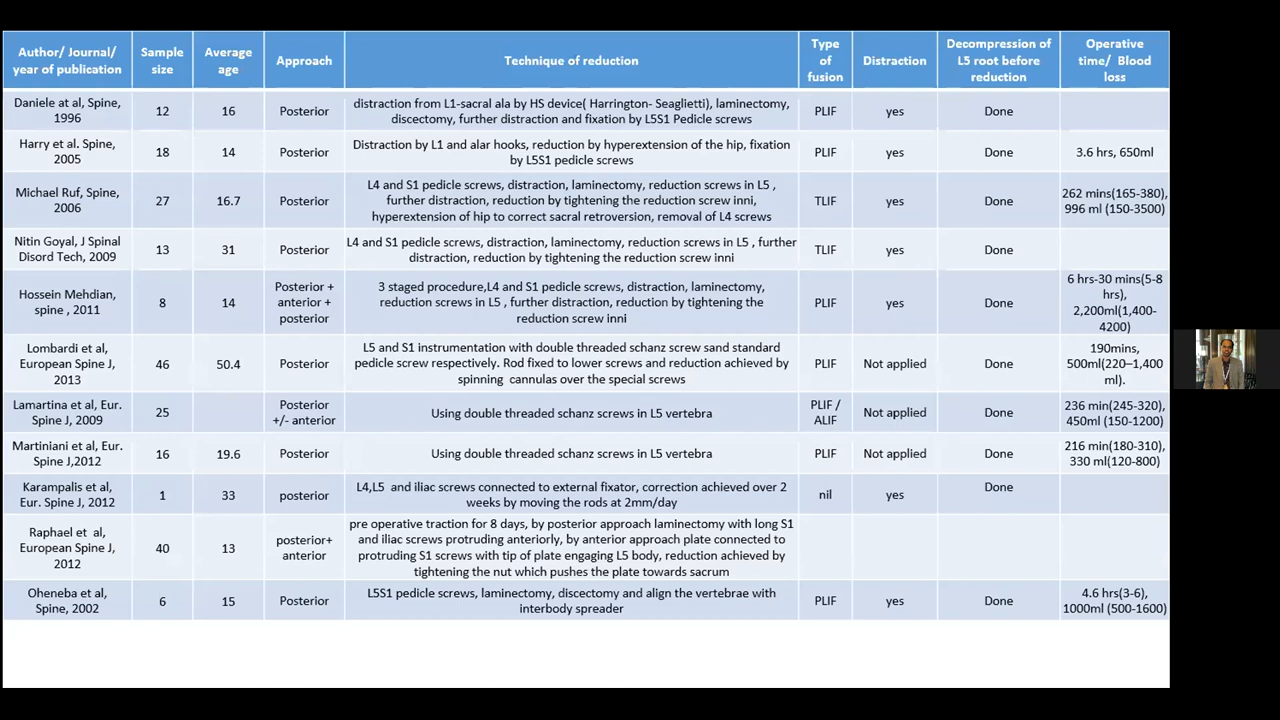 Author/ Journal/ year of publication | Sample size | Average age | Approach | Technique of reduction | Type of fusion | Distraction | Decompression of L5 root before reduction | Operative time/ Blood loss
Daniele at al, Spine, 1996 | 12 | 16 | Posterior | distraction from L1-sacral ala by HS device( Harrington- Seaglietti), laminectomy, discectomy, further distraction and fixation by L5S1 Pedicle screws | PLIF | yes | Done
Harry et al. Spine, 2005 | 18 | 14 | Posterior | Distraction by L1 and alar hooks, reduction by hyperextension of the hip, fixation by L5S1 pedicle screws | PLIF | yes | Done | 3.6 hrs, 650ml
Michael Ruf, Spine, 2006 | 27 | 16.7 | Posterior | L4 and S1 pedicle screws, distraction, laminectomy, reduction screws in L5 , further distraction, reduction by tightening the reduction screw inni, hyperextension of hip to correct sacral retroversion, removal of L4 screws | TLIF | yes | Done | 262 mins(165-380), 996 ml (150-3500)
Nitin Goyal, J Spinal Disord Tech, 2009 | 13 | 31 | Posterior | L4 and S1 pedicle screws, distraction, laminectomy, reduction screws in L5 , further distraction, reduction by tightening the reduction screw inni | TLIF | yes | Done
Hossein Mehdian, spine , 2011 | 8 | 14 | Posterior + anterior + posterior | 3 staged procedure,L4 and S1 pedicle screws, distraction, laminectomy, reduction screws in L5 , further distraction, reduction by tightening the reduction screw inni | PLIF | yes | Done | 6 hrs-30 mins(5-8 hrs), 2,200ml(1,400-4200)
Lombardi et al, European Spine J, 2013 | 46 | 50.4 | Posterior | L5 and S1 instrumentation with double threaded schanz screw sand standard pedicle screw respectively. Rod fixed to lower screws and reduction achieved by spinning cannulas over the special screws | PLIF | Not applied | Done | 190mins, 500ml(220–1,400 ml).
Lamartina et al, Eur. Spine J, 2009 | 25 | Posterior +/- anterior | Using double threaded schanz screws in L5 vertebra | PLIF / ALIF | Not applied | Done | 236 min(245-320), 450ml (150-1200)
Martiniani et al, Eur. Spine J,2012 | 16 | 19.6 | Posterior | Using double threaded schanz screws in L5 vertebra | PLIF | Not applied | Done | 216 min(180-310), 330 ml(120-800)
Karampalis et al, Eur. Spine J, 2012 | 1 | 33 | posterior | L4,L5 and iliac screws connected to external fixator, correction achieved over 2 weeks by moving the rods at 2mm/day | nil | yes | Done
Raphael et al, European Spine J, 2012 | 40 | 13 | posterior+ anterior | pre operative traction for 8 days, by posterior approach laminectomy with long S1 and iliac screws protruding anteriorly, by anterior approach plate connected to protruding S1 screws with tip of plate engaging L5 body, reduction achieved by tightening the nut which pushes the plate towards sacrum
Oheneba et al, Spine, 2002 | 6 | 15 | Posterior | L5S1 pedicle screws, laminectomy, discectomy and align the vertebrae with interbody spreader | PLIF | yes | Done | 4.6 hrs(3-6), 1000ml (500-1600)